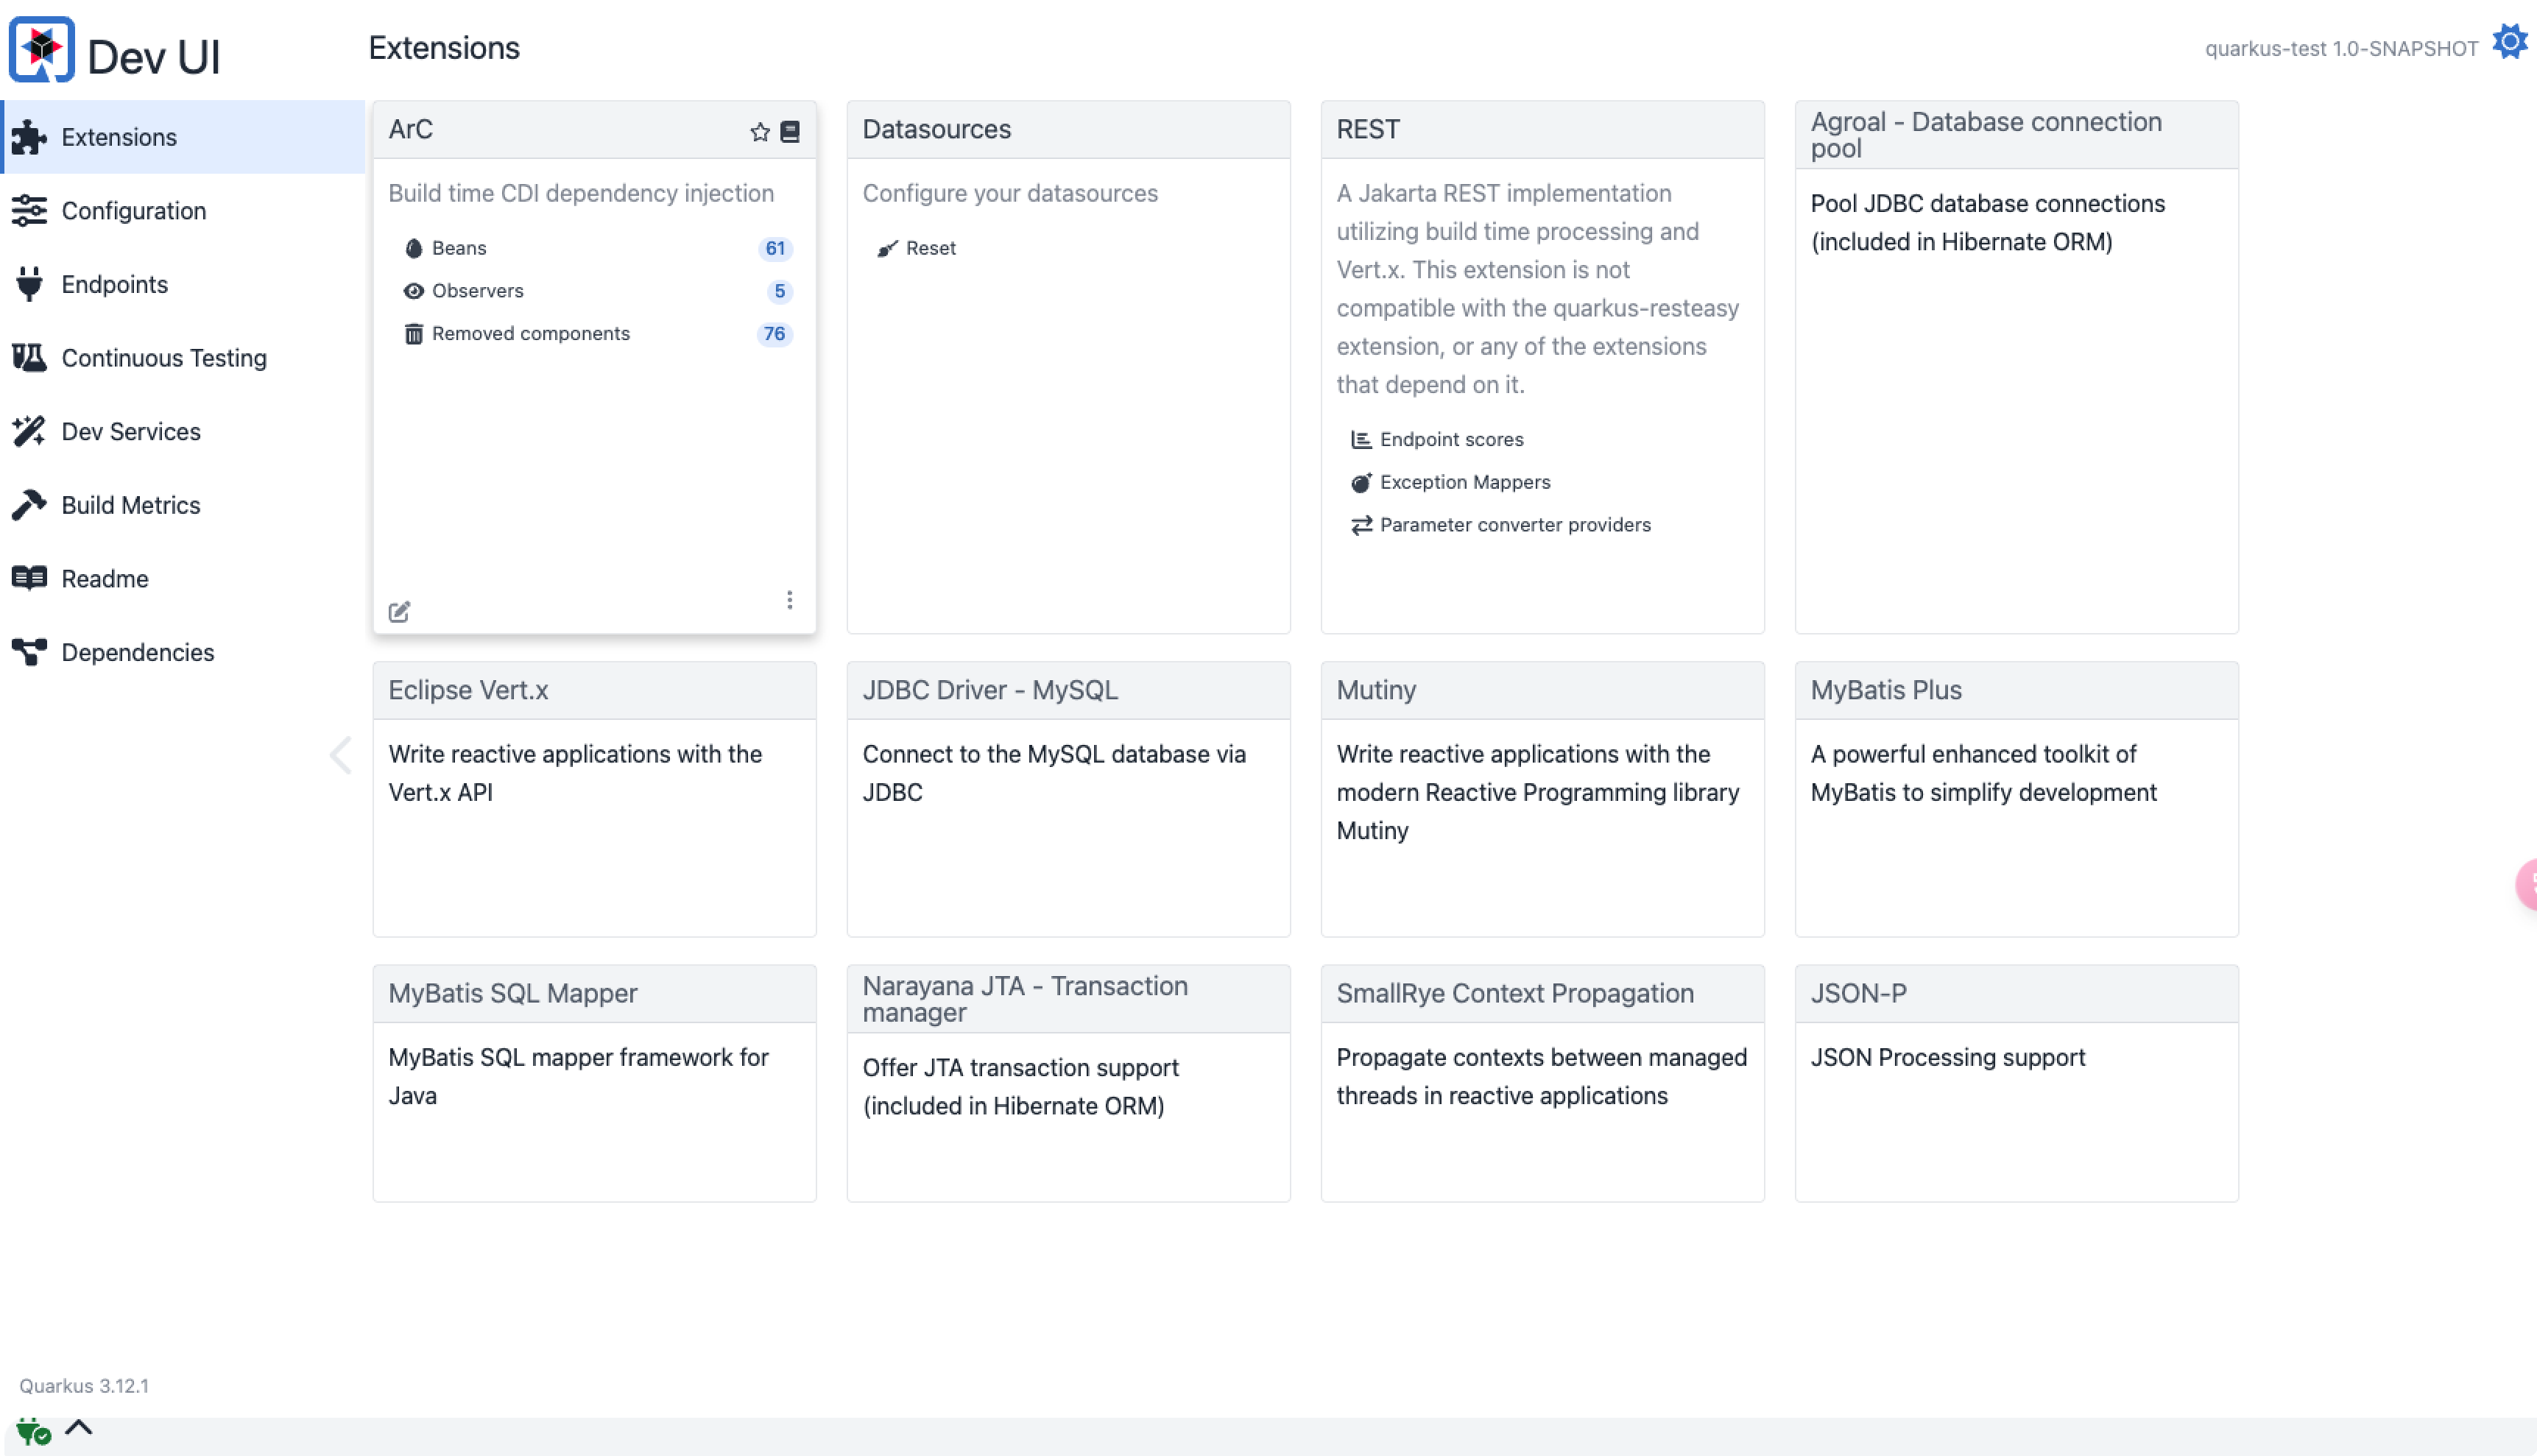 Dev UI
Extensions
quarkus-test 1.0-SNAPSHOT
Extensions
Configuration
Endpoints
Continuous Testing
Dev Services
Build Metrics
Readme
Dependencies
ArC
Build time CDI dependency injection
Beans
61
Observers
5
Removed components
76
Datasources
Configure your datasources
Reset
REST
A Jakarta REST implementation
utilizing build time processing and
Vert.x. This extension is not
compatible with the quarkus-resteasy
extension, or any of the extensions
that depend on it.
Endpoint scores
Exception Mappers
Parameter converter providers
Agroal - Database connection
pool
Pool JDBC database connections
(included in Hibernate ORM)
Eclipse Vert.x
Write reactive applications with the
Vert.x API
JDBC Driver - MySQL
Connect to the MySQL database via
JDBC
Mutiny
Write reactive applications with the
modern Reactive Programming library
Mutiny
MyBatis Plus
A powerful enhanced toolkit of
MyBatis to simplify development
MyBatis SQL Mapper
MyBatis SQL mapper framework for
Java
Narayana JTA - Transaction
manager
Offer JTA transaction support
(included in Hibernate ORM)
SmallRye Context Propagation
Propagate contexts between managed
threads in reactive applications
JSON-P
JSON Processing support
Quarkus 3.12.1